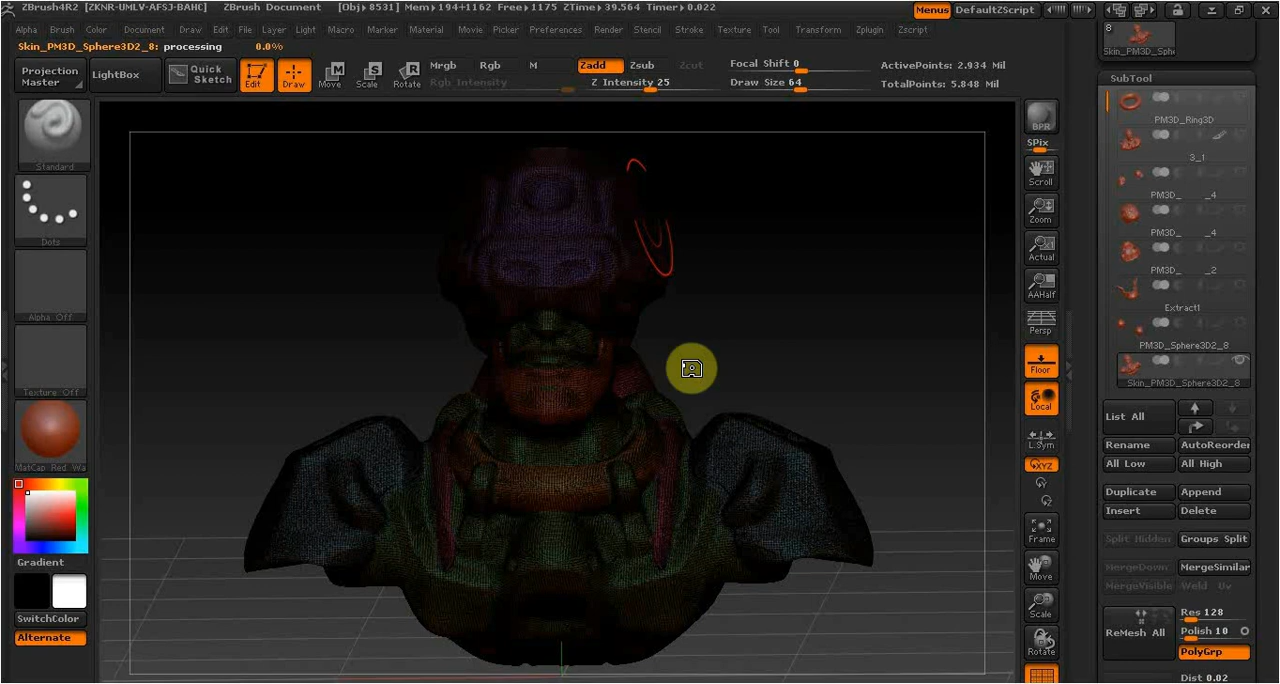 ZBrush4R2 [ZKNR-UMLV-AFSJ-BAHC] ZBrush Document [Obj▸ 8531] Mem▸194+1162 Free▸1175 ZTime▸39.564 Timer▸0.022 Menus DefaultZScript
Alpha Brush Color Document Draw Edit File Layer Light Macro Marker Material Movie Picker Preferences Render Stencil Stroke Texture Tool Transform Zplugin Zscript
Skin_PM3D_Sphere3D2_8: processing 0.0%
Projection Master
LightBox
Quick Sketch
Edit
Draw
Move
Scale
Rotate
Mrgb Rgb M
Rgb Intensity
Zadd Zsub Zcut
Z Intensity 25
Focal Shift 0
Draw Size 64
ActivePoints: 2.934 Mil
TotalPoints: 5.848 Mil
Standard
Dots
Alpha Off
Texture Off
MatCap Red Wa
Gradient
SwitchColor
Alternate
BPR
SPix
Scroll
Zoom
Actual
AAHalf
Persp
Floor
Local
L.Sym
XYZ
Frame
Move
Scale
Rotate
8
Skin_PM3D_Sph
SubTool
PM3D_Ring3D
3_1
PM3D_ _4
PM3D_ _4
PM3D_ _2
Extract1
PM3D_Sphere3D2_8
Skin_PM3D_Sphere3D2_8
List All
Rename AutoReorder
All Low All High
Duplicate Append
Insert Delete
Split Hidden Groups Split
MergeDown MergeSimilar
MergeVisible Weld Uv
ReMesh All
Res 128
Polish 10
PolyGrp
Dist 0.02